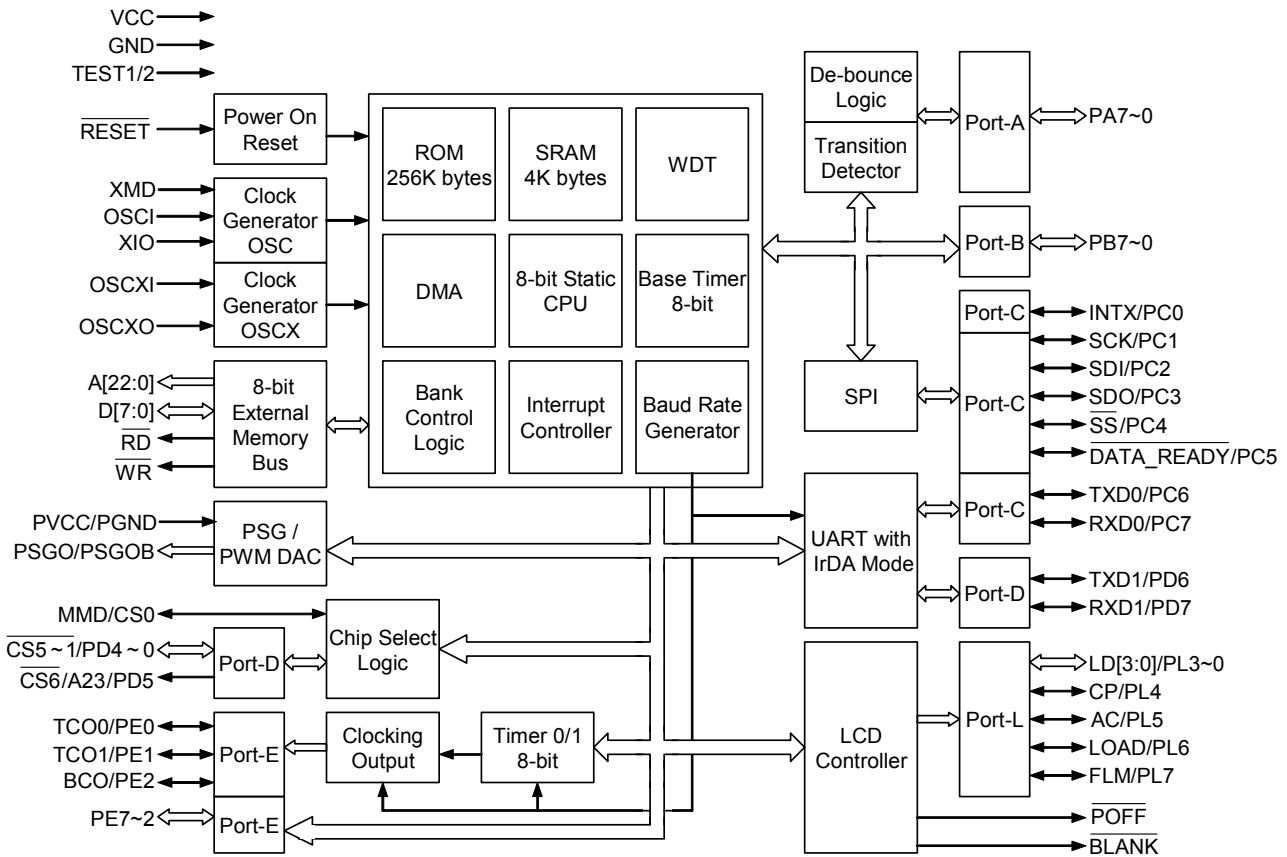 VCC
GND
TEST1/2
RESET
XMD
OSCI
XIO
OSCXI
OSCXO
A[22:0]
D[7:0]
RD
WR
PVCC/PGND
PSGO/PSGOB
MMD/CS0
CS5~1/PD4~0
CS6/A23/PD5
TCO0/PE0
TCO1/PE1
BCO/PE2
PE7~2
Power On
Reset
Clock
Generator
OSC
Clock
Generator
OSCX
8-bit
External
Memory
Bus
PSG /
PWM DAC
Port-D
Chip Select
Logic
Port-E
Clocking
Output
Timer 0/1
8-bit
Port-E
ROM
256K bytes
SRAM
4K bytes
WDT
DMA
8-bit Static
CPU
Base Timer
8-bit
Bank
Control
Logic
Interrupt
Controller
Baud Rate
Generator
De-bounce
Logic
Transition
Detector
SPI
UART with
IrDA Mode
LCD
Controller
Port-A
Port-B
Port-C
Port-C
Port-C
Port-D
Port-L
PA7~0
PB7~0
INTX/PC0
SCK/PC1
SDI/PC2
SDO/PC3
SS/PC4
DATA_READY/PC5
TXD0/PC6
RXD0/PC7
TXD1/PD6
RXD1/PD7
LD[3:0]/PL3~0
CP/PL4
AC/PL5
LOAD/PL6
FLM/PL7
POFF
BLANK